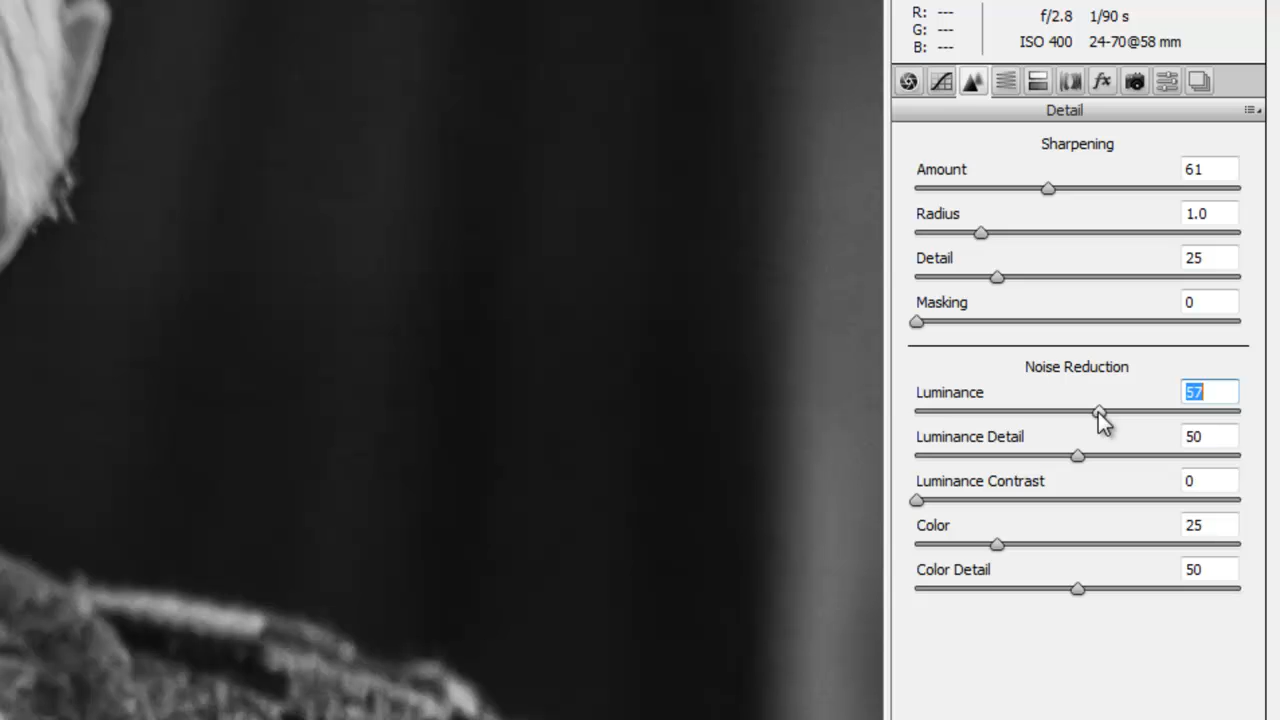 R: ---
G: ---
B: ---
f/2.8 1/90 s
ISO 400 24-70@58 mm
fx
Detail
Sharpening
Amount 61
Radius 1.0
Detail 25
Masking 0
Noise Reduction
Luminance 57
Luminance Detail 50
Luminance Contrast 0
Color 25
Color Detail 50